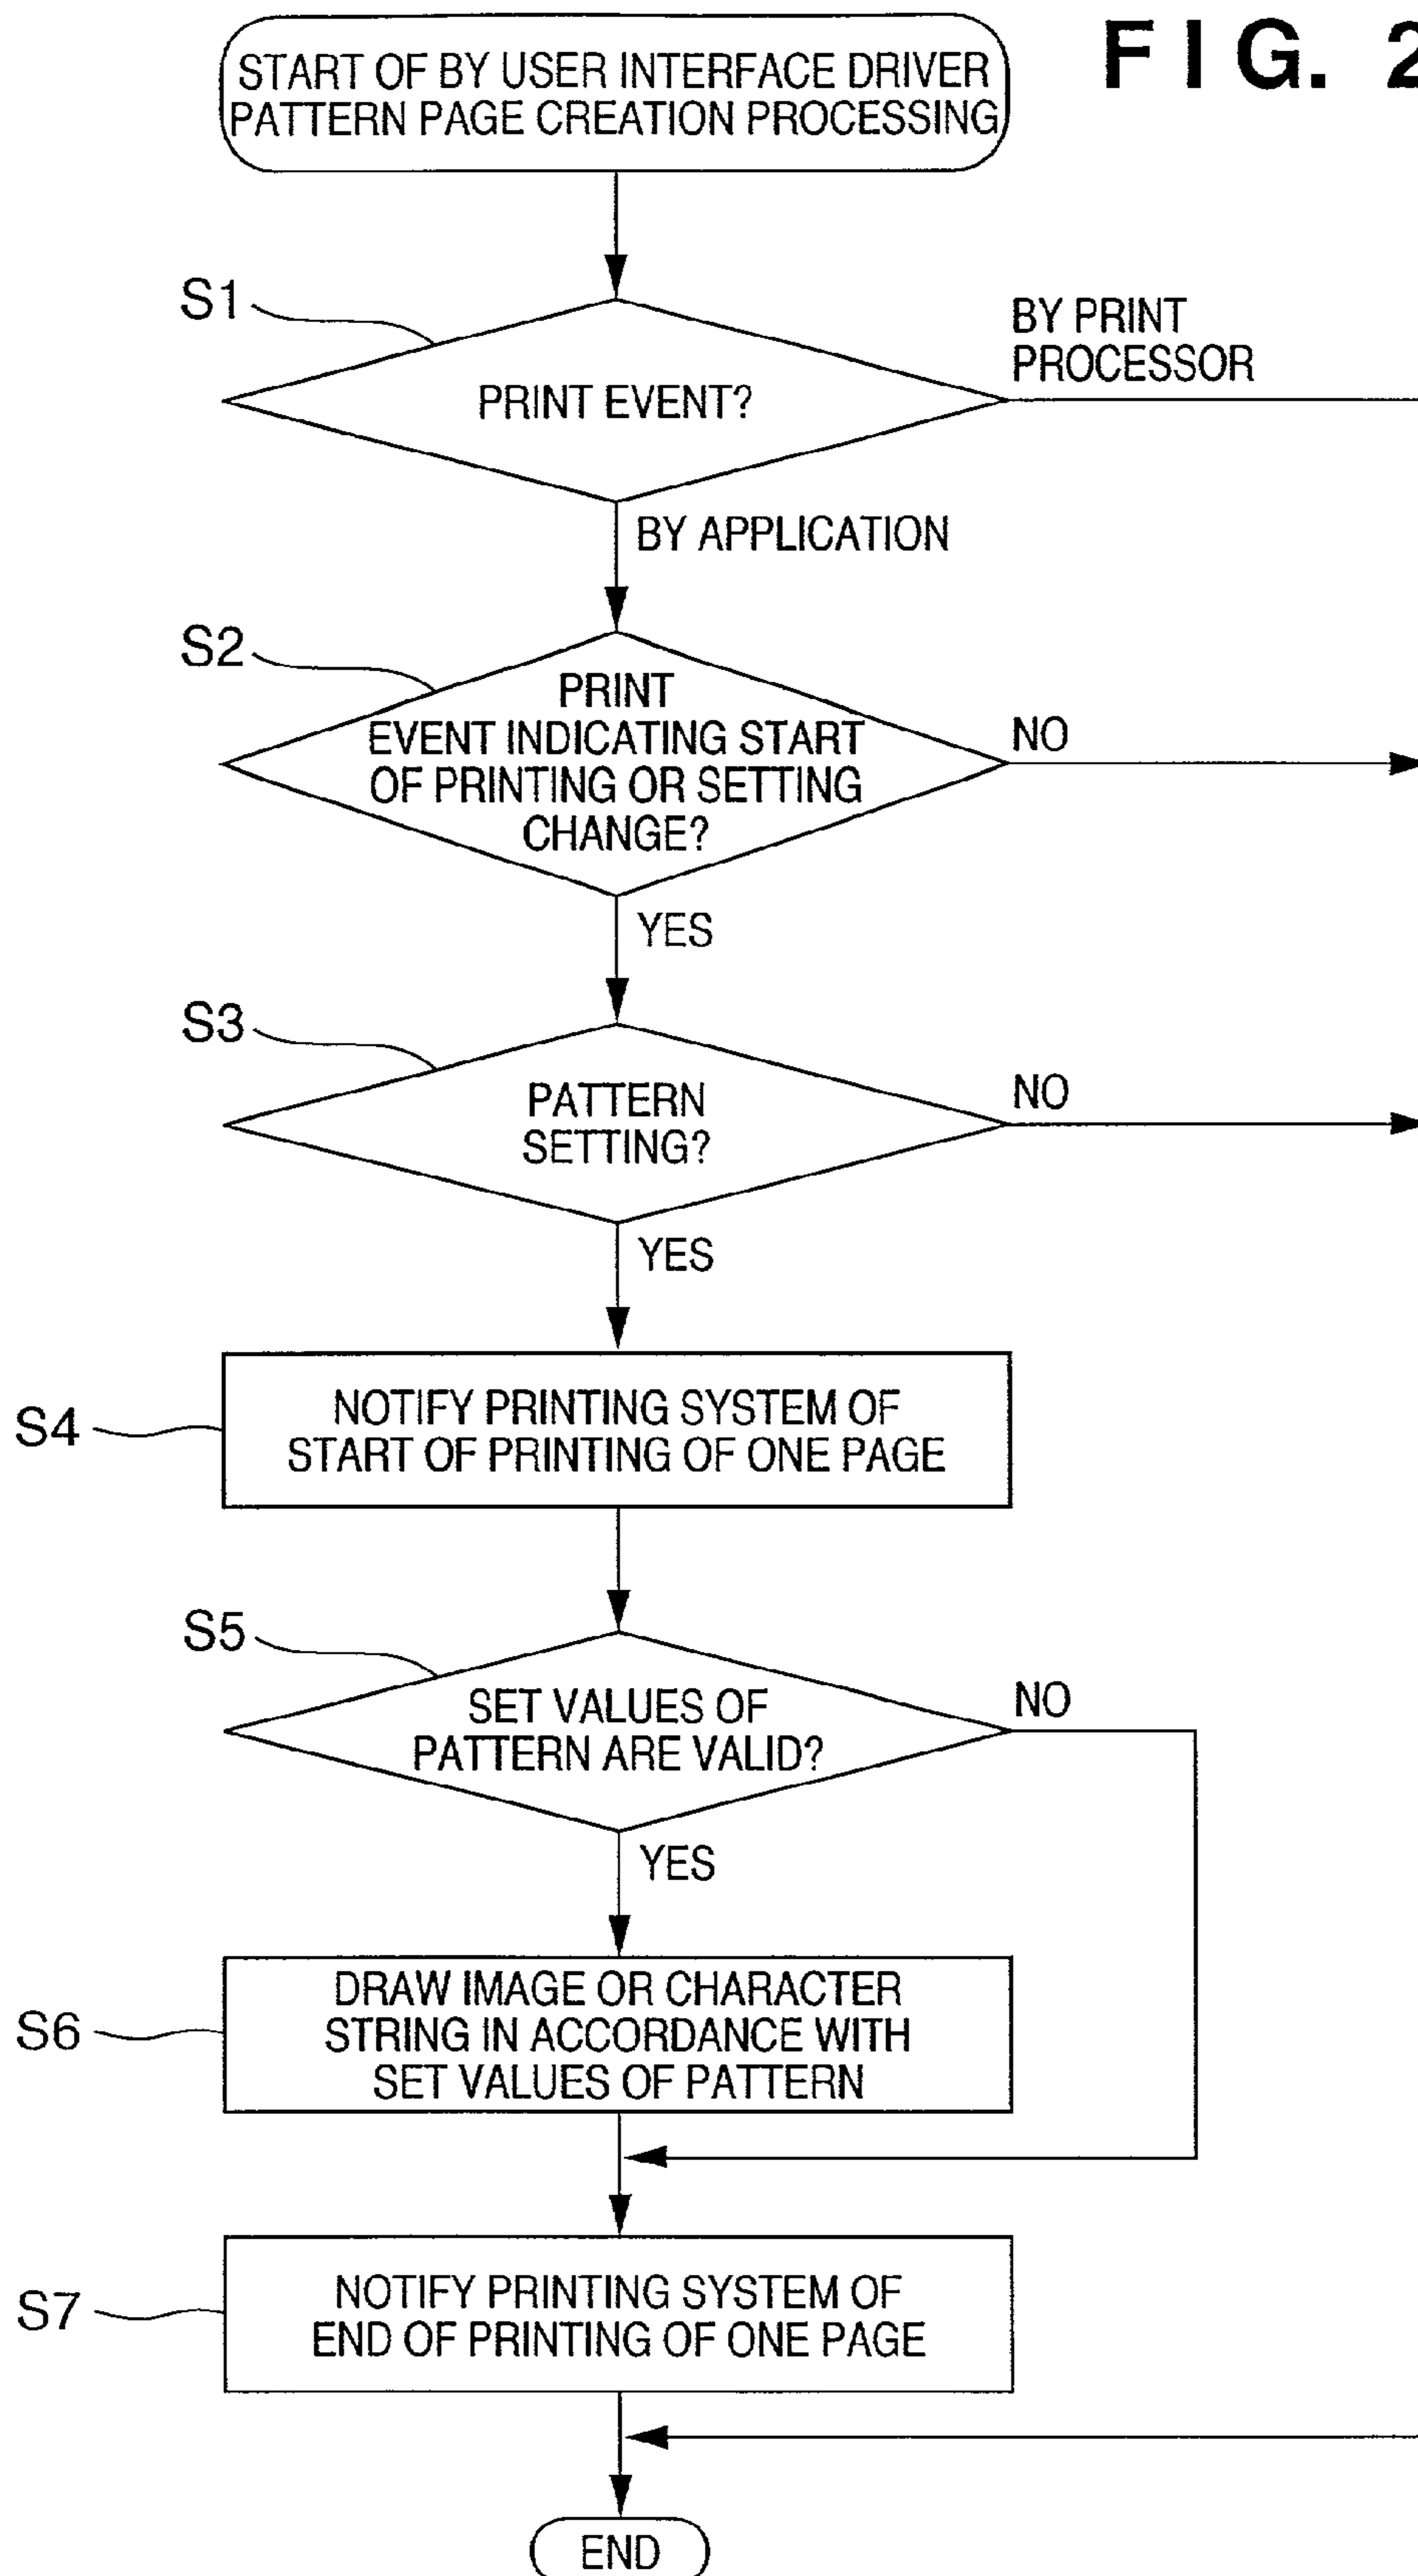 FIG. 2
START OF BY USER INTERFACE DRIVER
PATTERN PAGE CREATION PROCESSING
S1
PRINT EVENT?
BY PRINT
PROCESSOR
BY APPLICATION
S2
PRINT
EVENT INDICATING START
OF PRINTING OR SETTING
CHANGE?
NO
YES
S3
PATTERN
SETTING?
NO
YES
S4
NOTIFY PRINTING SYSTEM OF
START OF PRINTING OF ONE PAGE
S5
SET VALUES OF
PATTERN ARE VALID?
NO
YES
S6
DRAW IMAGE OR CHARACTER
STRING IN ACCORDANCE WITH
SET VALUES OF PATTERN
S7
NOTIFY PRINTING SYSTEM OF
END OF PRINTING OF ONE PAGE
END